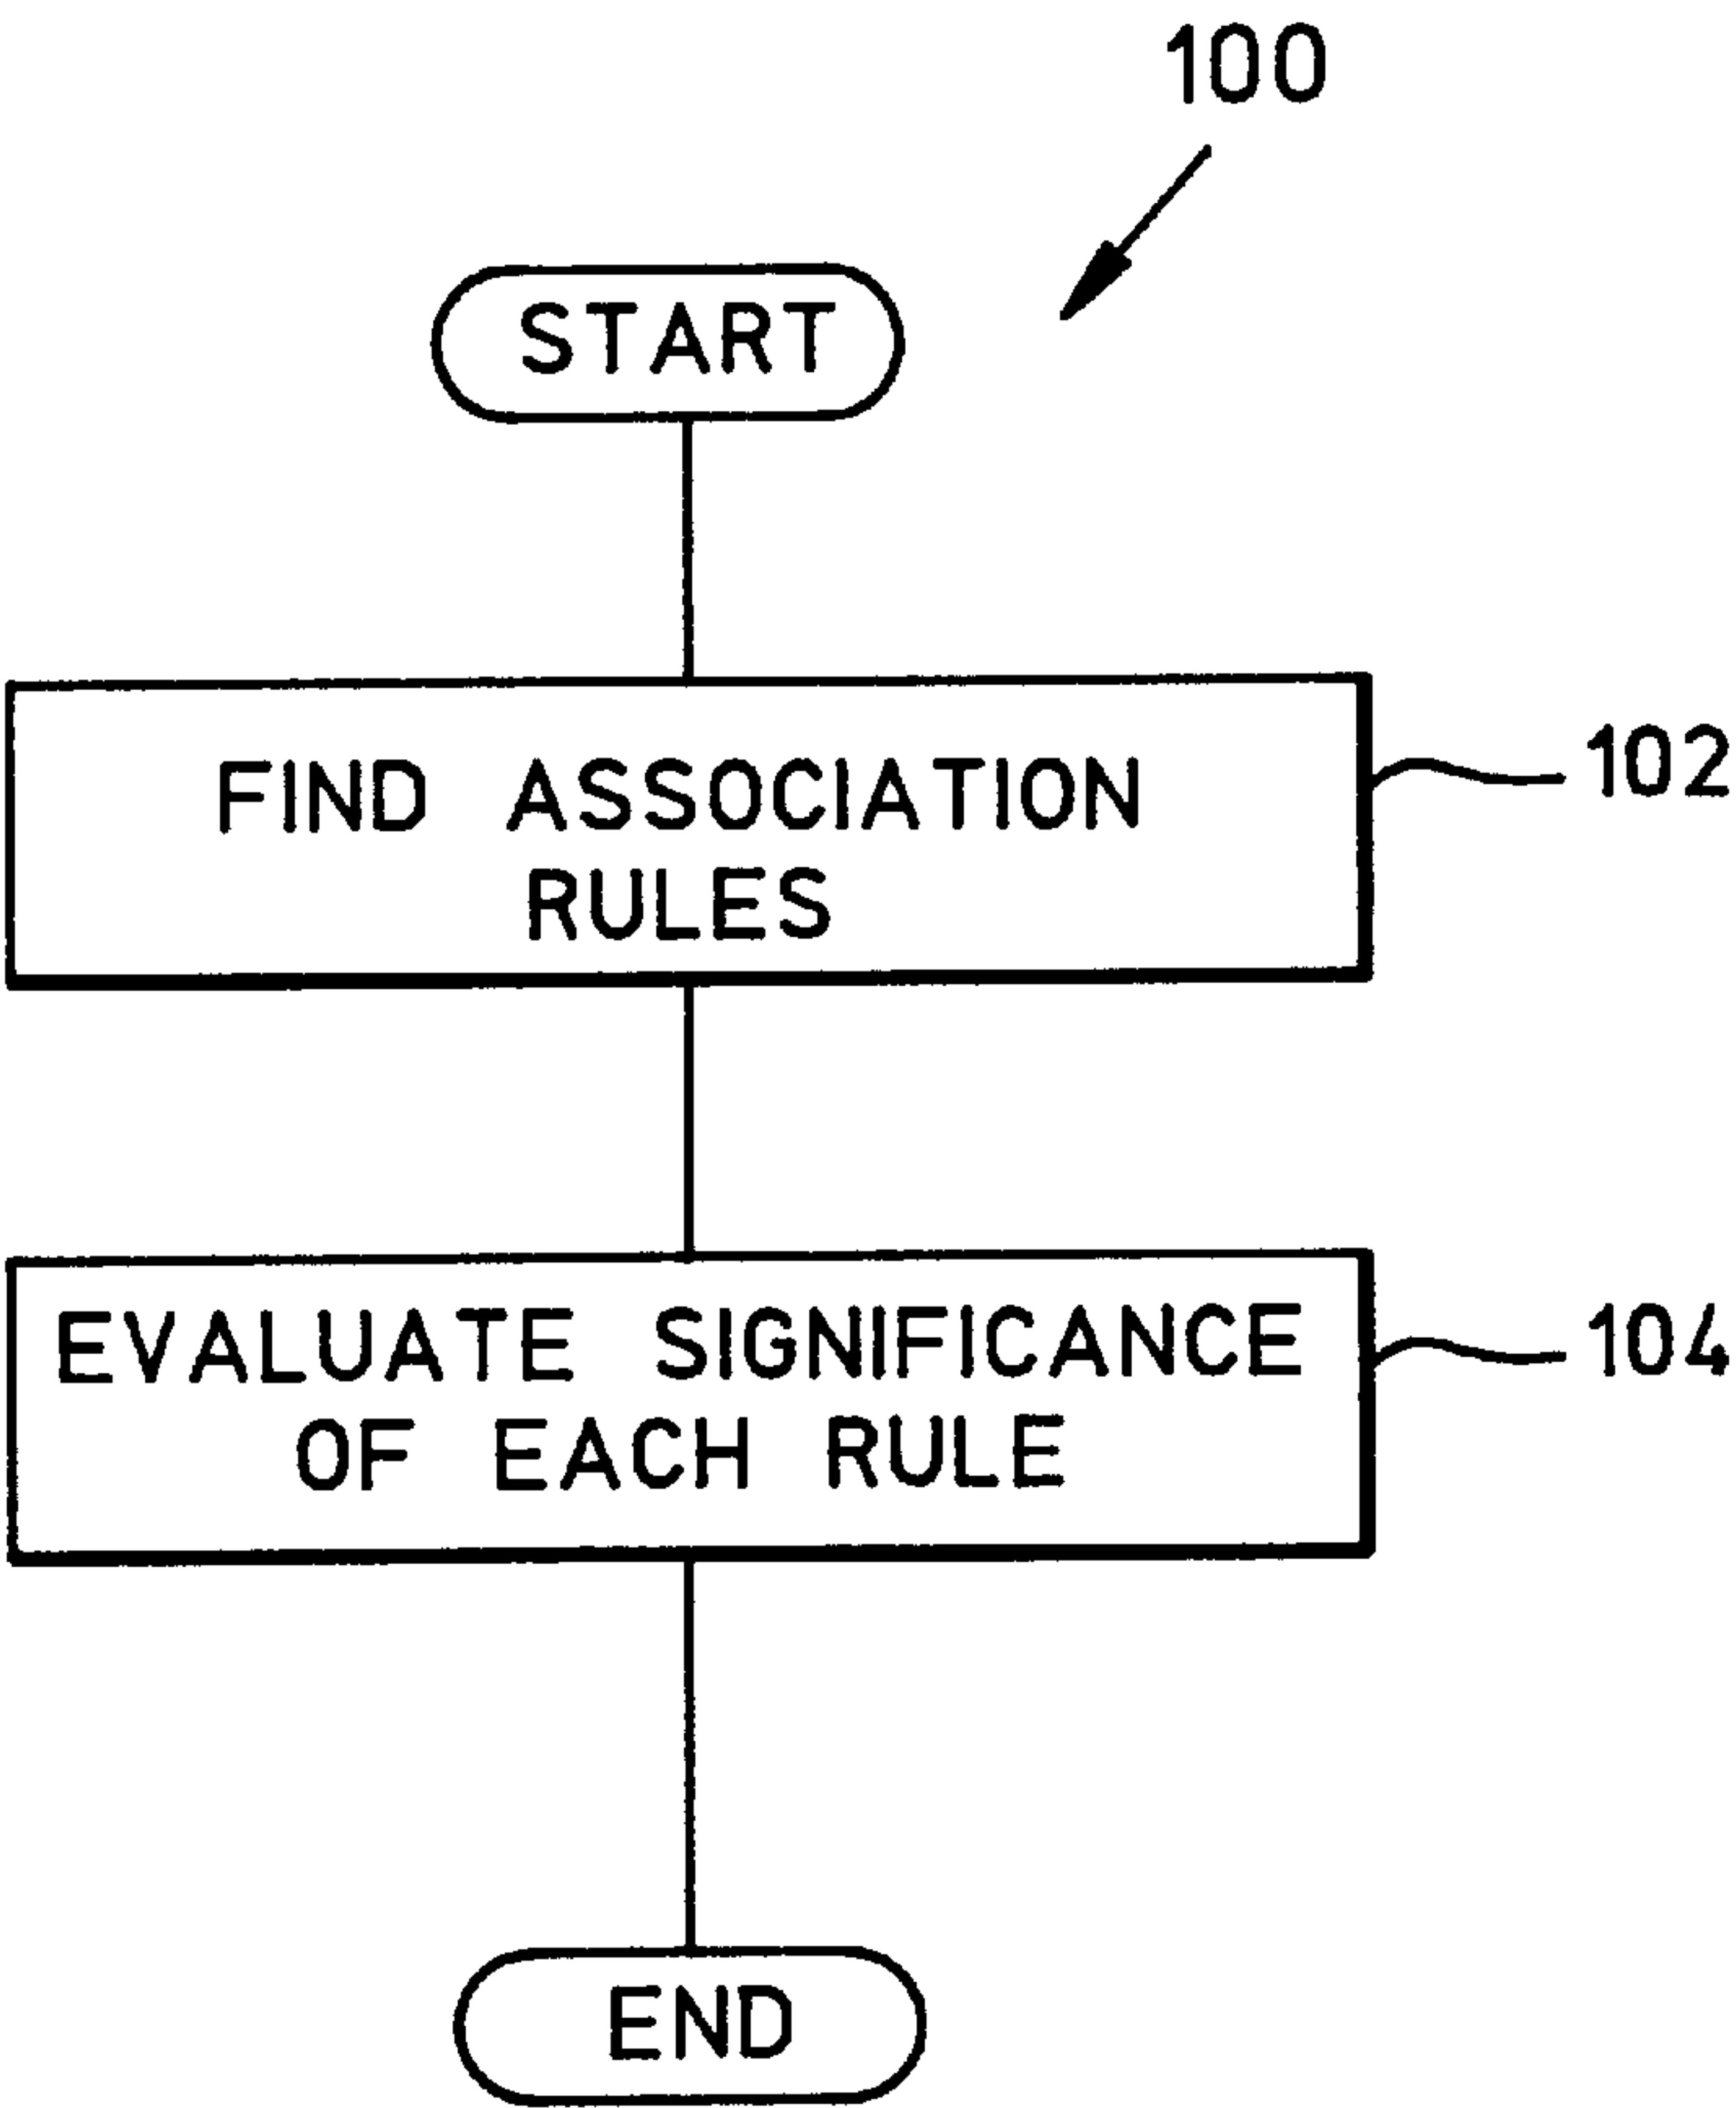 100
START
FIND ASSOCIATION
RULES
102
EVALUATE SIGNIFICANCE
OF EACH RULE
104
END